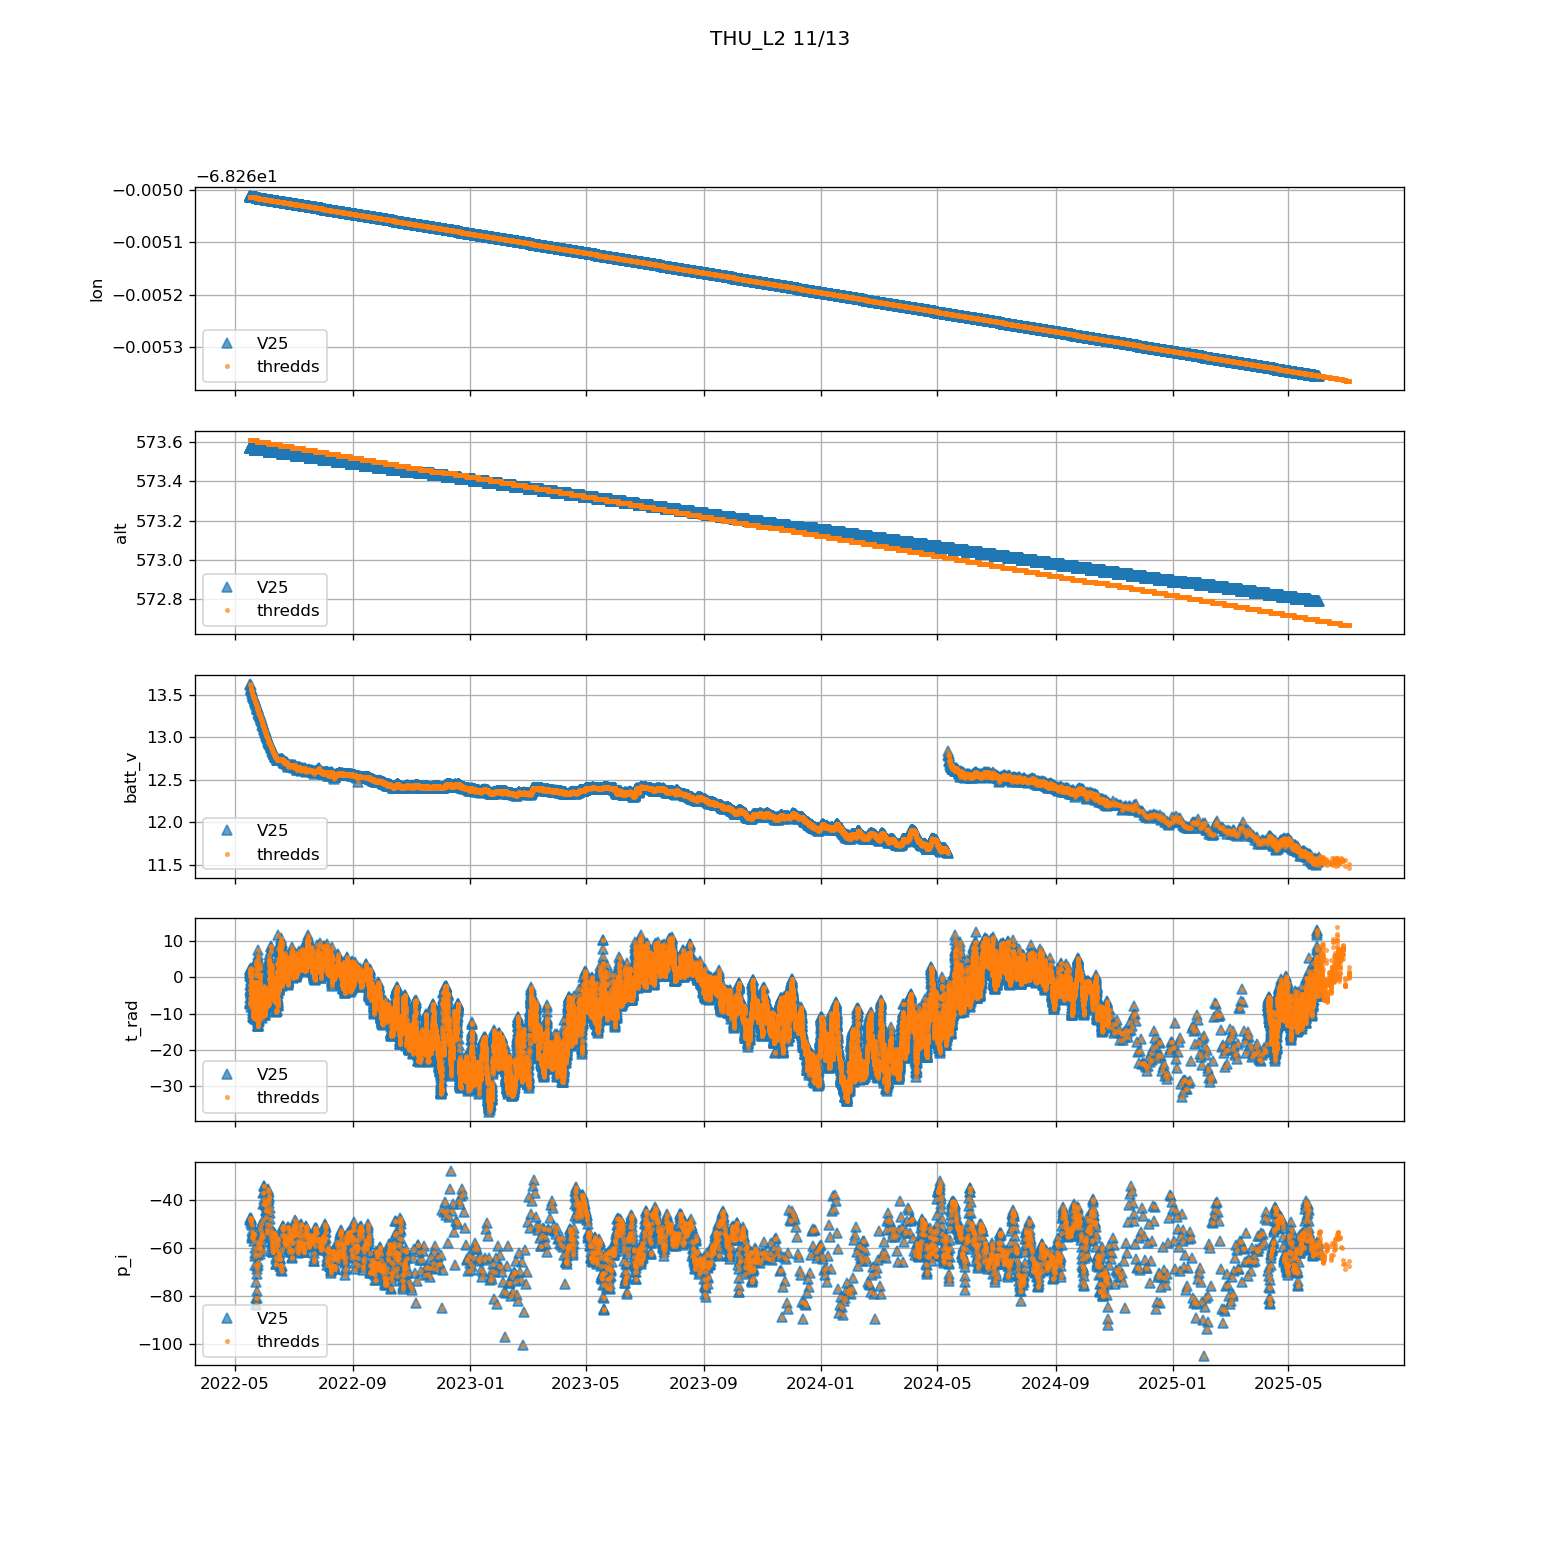 THU_L2 11/13
−6.826e1
−0.0050
−0.0051
−0.0052
−0.0053
lon
V25
thredds
573.6
573.4
573.2
573.0
572.8
alt
V25
thredds
13.5
13.0
12.5
12.0
11.5
batt_v
V25
thredds
10
0
−10
−20
−30
t_rad
V25
thredds
−40
−60
−80
−100
p_i
V25
thredds
2022-05 2022-09 2023-01 2023-05 2023-09 2024-01 2024-05 2024-09 2025-01 2025-05